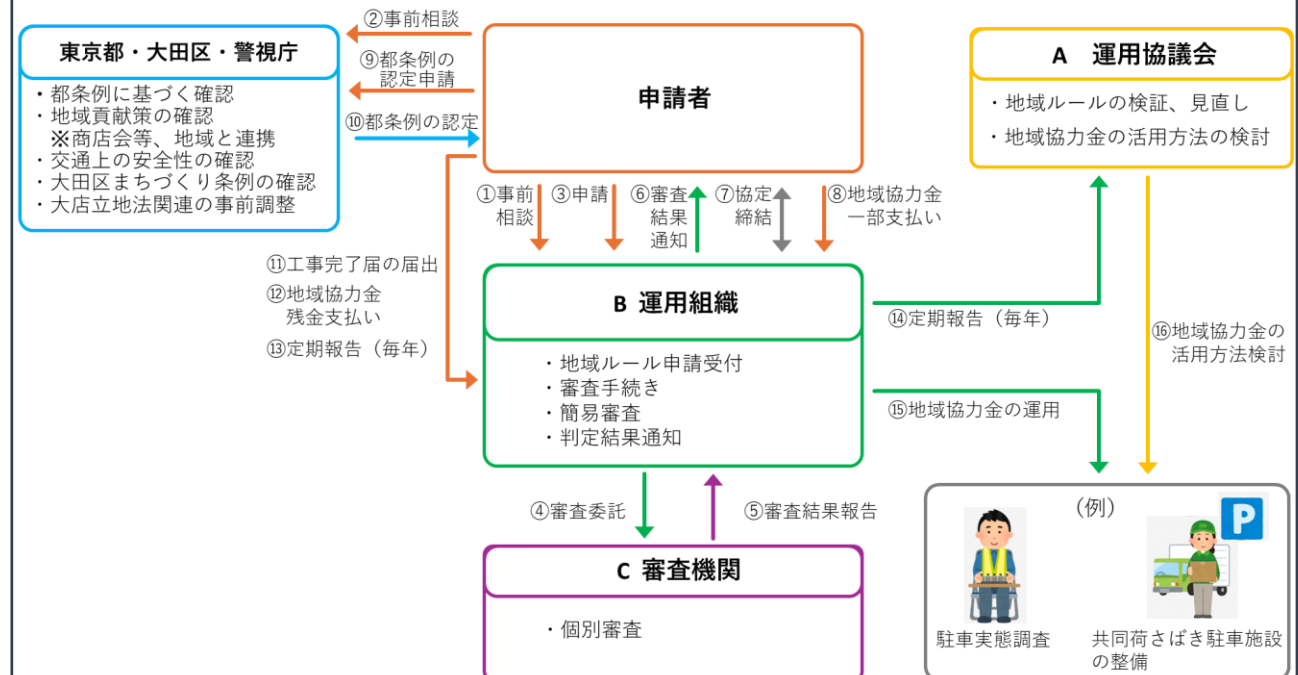 ②事前相談
東京都・大田区・警視庁
・都条例に基づく確認
・地域貢献策の確認
※商店会等、地域と連携
・交通上の安全性の確認
・大田区まちづくり条例の確認
・大店立地法関連の事前調整
⑨都条例の
認定申請
⑩都条例の認定
申請者
A 運用協議会
・地域ルールの検証、見直し
・地域協力金の活用方法の検討
①事前
相談
③申請
⑥審査
結果
通知
⑦協定
締結
⑧地域協力金
一部支払い
⑪工事完了届の届出
⑫地域協力金
残金支払い
⑬定期報告（毎年）
B 運用組織
・地域ルール申請受付
・審査手続き
・簡易審査
・判定結果通知
⑭定期報告（毎年）
⑮地域協力金の運用
⑯地域協力金の
活用方法検討
④審査委託
⑤審査結果報告
C 審査機関
・個別審査
（例）
P
駐車実態調査
共同荷さばき駐車施設
の整備